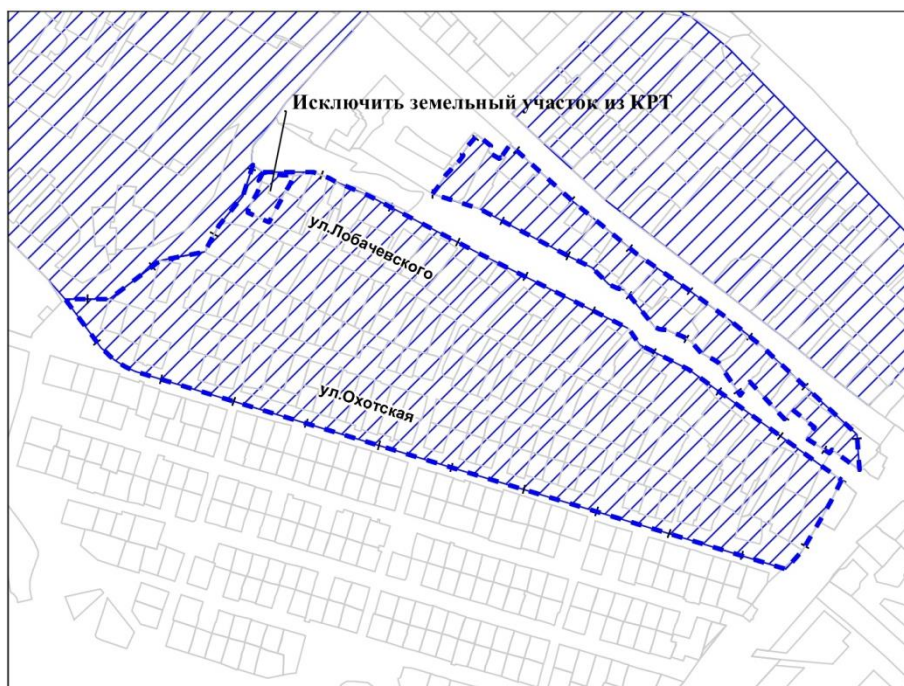 Исключить земельный участок из КРТ
ул.Лобачевского
ул.Охотская